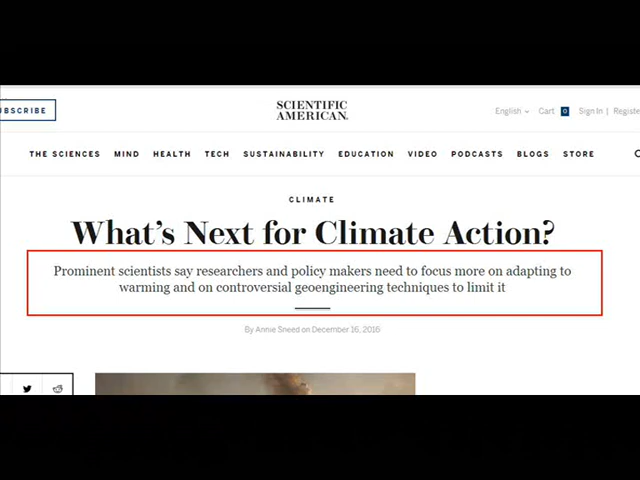 SCIENTIFIC
AMERICAN.
English Cart 0 Sign In |
THE SCIENCES MIND HEALTH TECH SUSTAINABILITY EDUCATION VIDEO PODCASTS BLOGS STORE
CLIMATE
What's Next for Climate Action?
Prominent scientists say researchers and policy makers need to focus more on adapting to
warming and on controversial geoengineering techniques to limit it
By Annie Sneed on December 16, 2016